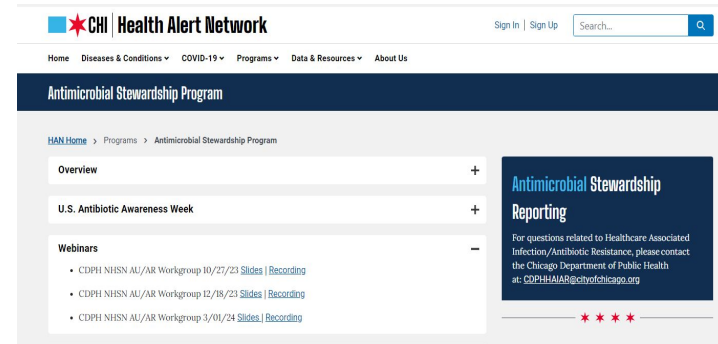 CHI | Health Alert Network
Sign In | Sign Up
Search...
Home Diseases & Conditions COVID-19 Programs Data & Resources About Us
Antimicrobial Stewardship Program
HAN Home > Programs > Antimicrobial Stewardship Program
Overview +
U.S. Antibiotic Awareness Week +
Webinars –
• CDPH NHSN AU/AR Workgroup 10/27/23 Slides | Recording
• CDPH NHSN AU/AR Workgroup 12/18/23 Slides | Recording
• CDPH NHSN AU/AR Workgroup 3/01/24 Slides | Recording
Antimicrobial Stewardship
Reporting
For questions related to Healthcare Associated
Infection/Antibiotic Resistance, please contact
the Chicago Department of Public Health
at: CDPHHAIAR@cityofchicago.org